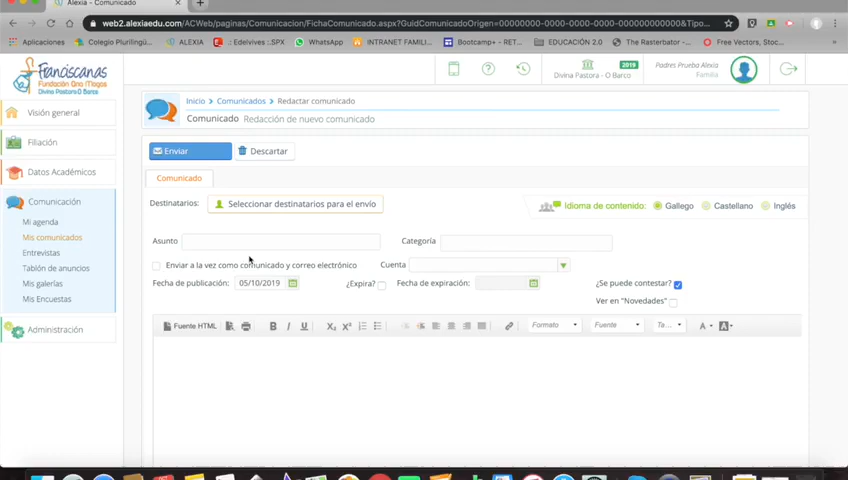 Alexia - Comunicado
web2.alexiaedu.com/ACWeb/paginas/Comunicacion/FichaComunicado.aspx?GuidComunicadoOrigen=00000000-0000-0000-0000-000000000000&Tipo...
Aplicaciones
Colegio Plurilingü...
ALEXIA
Edelvives :.SPX
WhatsApp
INTRANET FAMILI...
Bootcamp+ - RET...
EDUCACIÓN 2.0
The Rasterbator -...
Free Vectors, Stoc...
Franciscanas
Divina Pastora - O Barco
2019
Divina Pastora - O Barco
Padres Prueba Alexia
Familia
Visión general
Filiación
Datos Académicos
Comunicación
Mi agenda
Mis comunicados
Entrevistas
Tablón de anuncios
Mis galerías
Mis Encuestas
Administración
Inicio > Comunicados > Redactar comunicado
Comunicado Redacción de nuevo comunicado
Enviar
Descartar
Comunicado
Destinatarios:
Seleccionar destinatarios para el envío
Idioma de contenido:
Gallego
Castellano
Inglés
Asunto
Categoría
Enviar a la vez como comunicado y correo electrónico
Cuenta
Fecha de publicación:
05/10/2019
¿Expira?
Fecha de expiración:
¿Se puede contestar?
Ver en "Novedades"
Fuente HTML
Formato
Fuente
Ta...